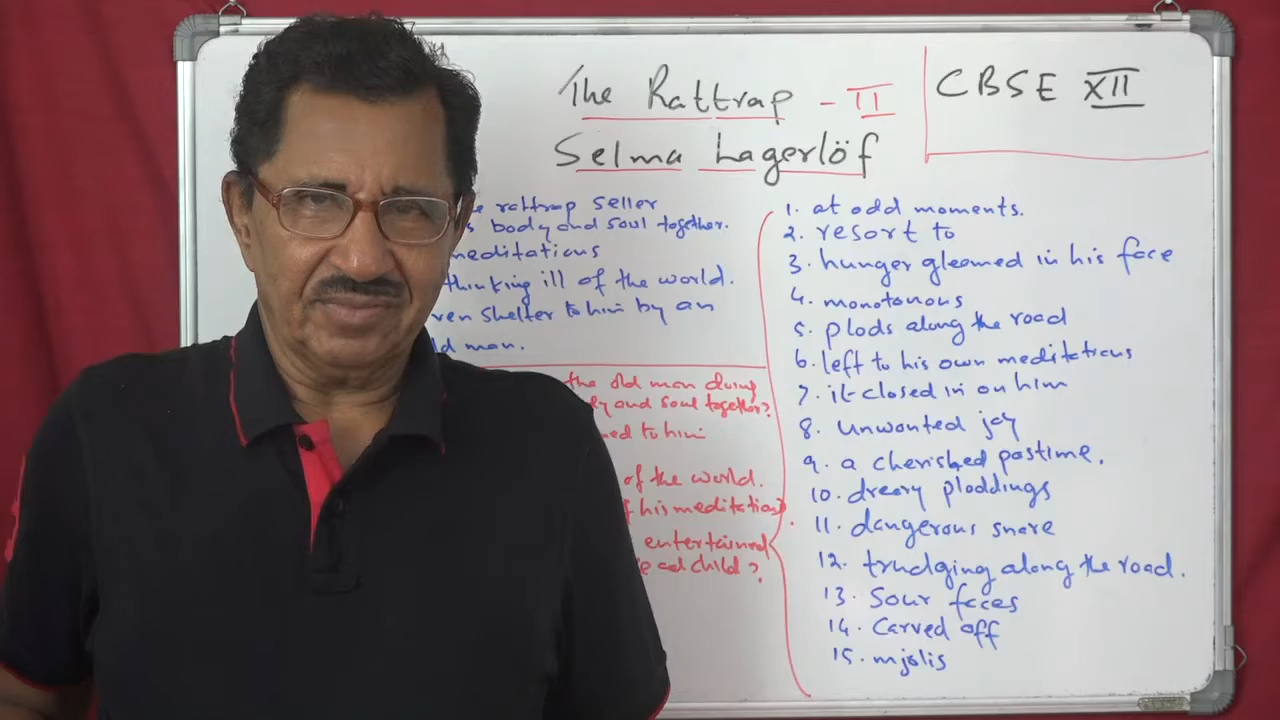 The Rattrap - II
Selma Lagerlöf
CBSE XII
rattrap seller
body and soul together.
meditations
thinking ill of the world.
shelter to him by an
man.
the old man doing
and soul together?
to him
of the world.
his meditation?
entertained
child?
1. at odd moments.
2. resort to
3. hunger gleamed in his face
4. monotonous
5. plods along the road
6. left to his own meditations
7. it closed in on him
8. unwonted joy
9. a cherished pastime.
10. dreary ploddings
11. dangerous snare
12. trudging along the road.
13. Sour faces
14. Carved off
15. mjolis